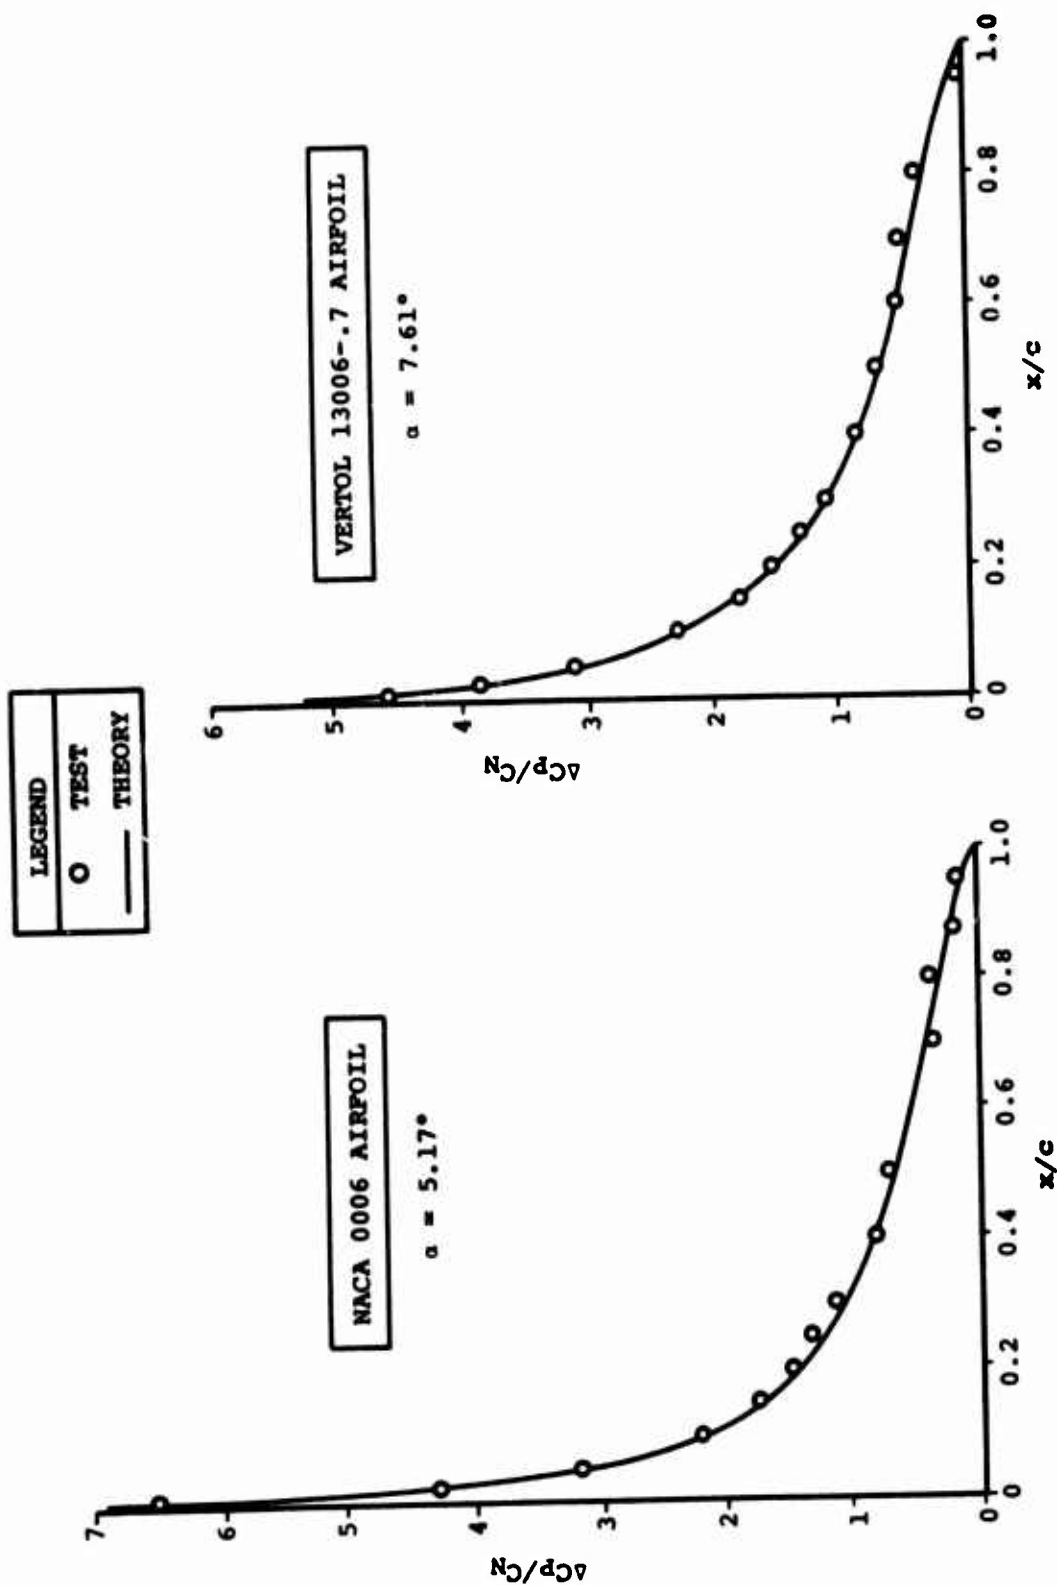 LEGEND
O TEST
— THEORY
NACA 0006 AIRFOIL
α = 5.17°
ΔCp/CN
7
6
5
4
3
2
1
0
0 0.2 0.4 0.6 0.8 1.0
x/c
VERTOL 13006-.7 AIRFOIL
α = 7.61°
ΔCp/CN
6
5
4
3
2
1
0
0 0.2 0.4 0.6 0.8 1.0
x/c